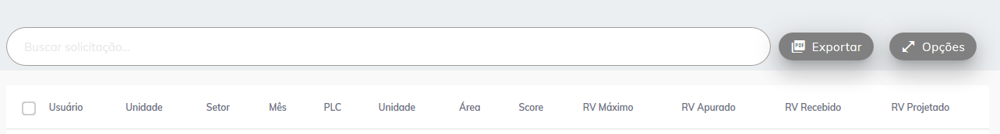 Buscar solicitação... Exportar Opções
Usuário Unidade Setor Mês PLC Unidade Área Score RV Máximo RV Apurado RV Recebido RV Projetado